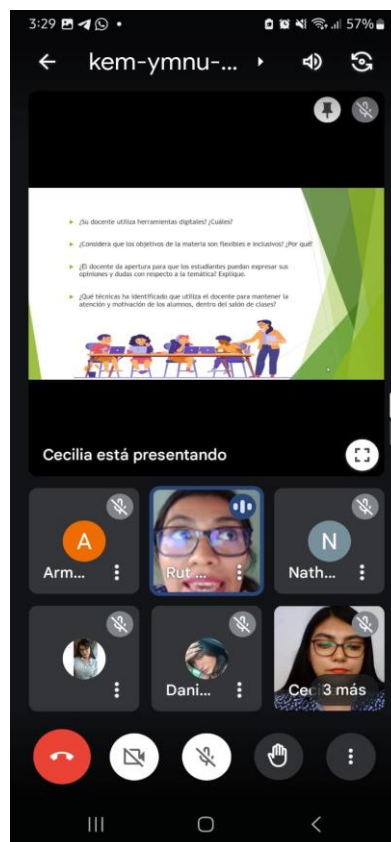 3:29
57%
kem-ymnu-...
¿Su docente utiliza herramientas digitales? ¿Cuáles?
¿Considera que los objetivos de la materia son flexibles e inclusivos? ¿Por qué?
¿El docente da apertura para que los estudiantes puedan expresar sus
opiniones y dudas con respecto a la temática? Explique.
¿Qué técnicas ha identificado que utiliza el docente para mantener la
atención y motivación de los alumnos, dentro del salón de clases?
Cecilia está presentando
A
N
Arm...
Rut ...
Nath...
Dani...
Ceci
3 más